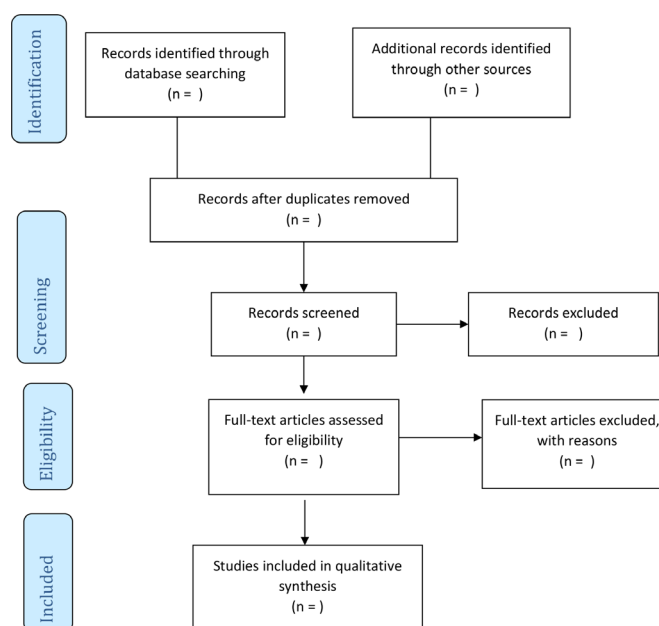 Identification
Records identified through
database searching
(n =   )
Additional records identified
through other sources
(n =   )
Records after duplicates removed
(n =   )
Screening
Records screened
(n =   )
Records excluded
(n =   )
Eligibility
Full-text articles assessed
for eligibility
(n =   )
Full-text articles excluded,
with reasons
(n =   )
Included
Studies included in qualitative
synthesis
(n = )